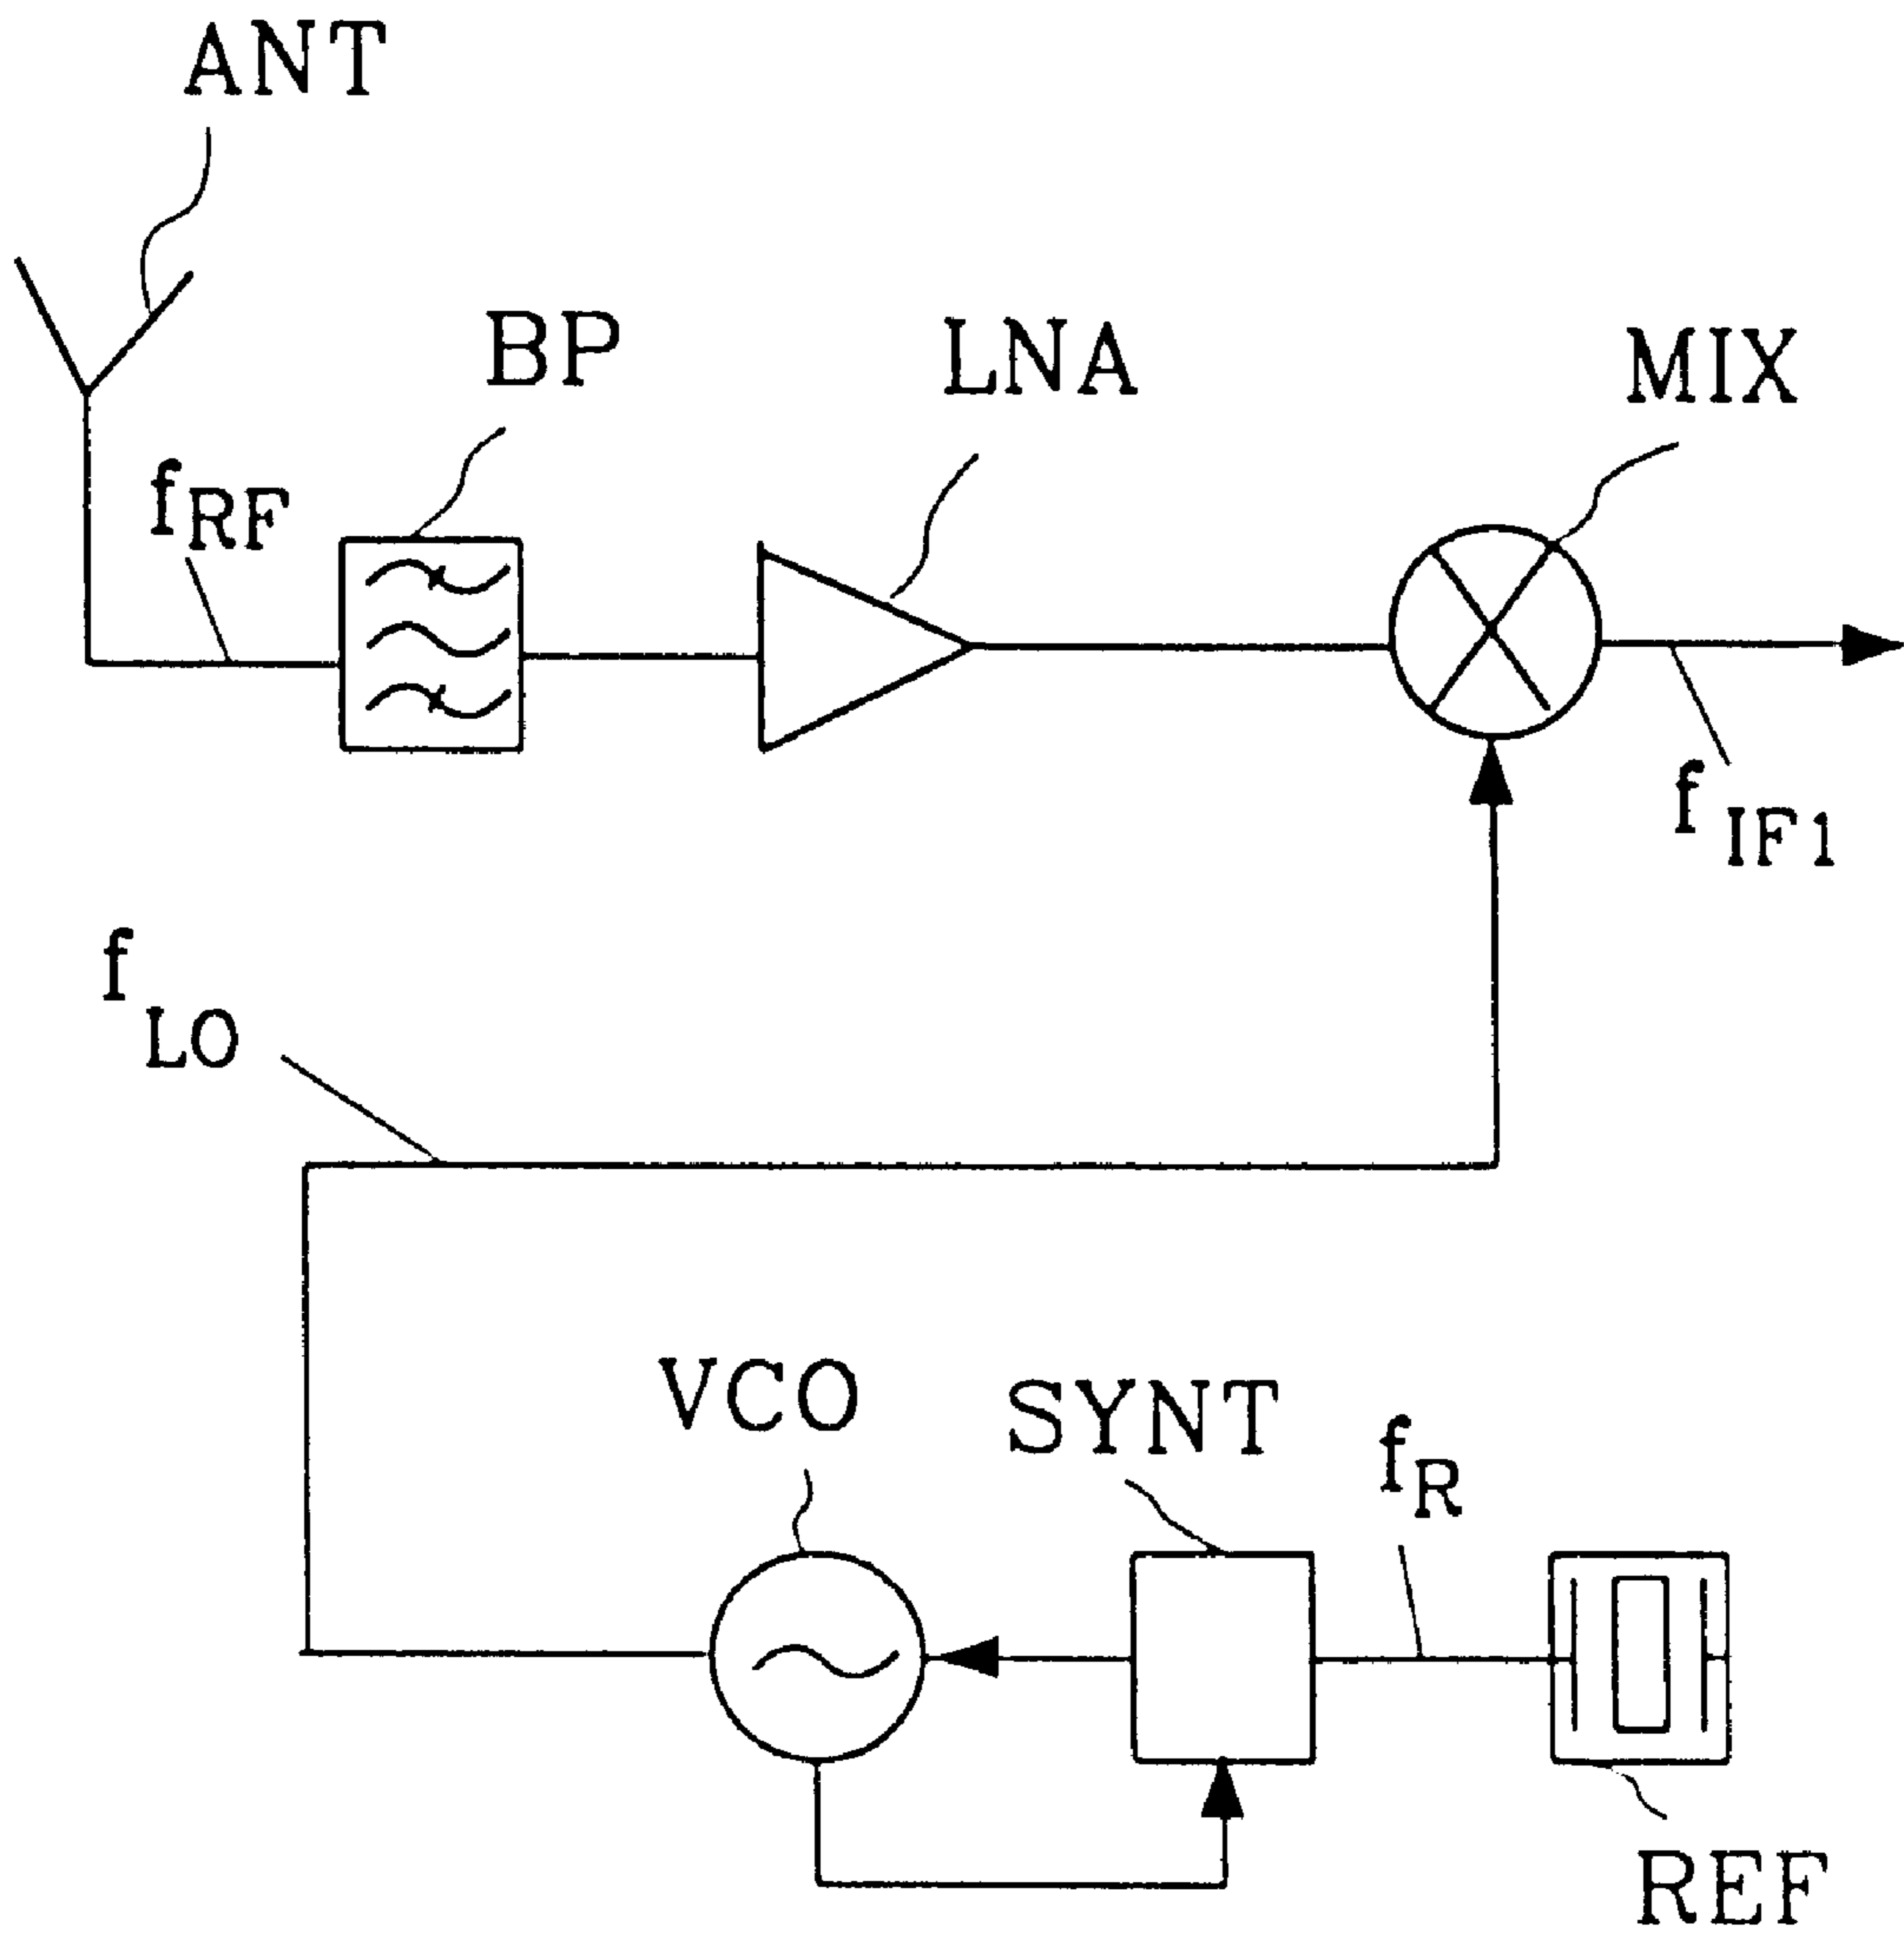 ANT
BP
LNA
MIX
fRF
fIF1
fLO
VCO
SYNT
fR
REF